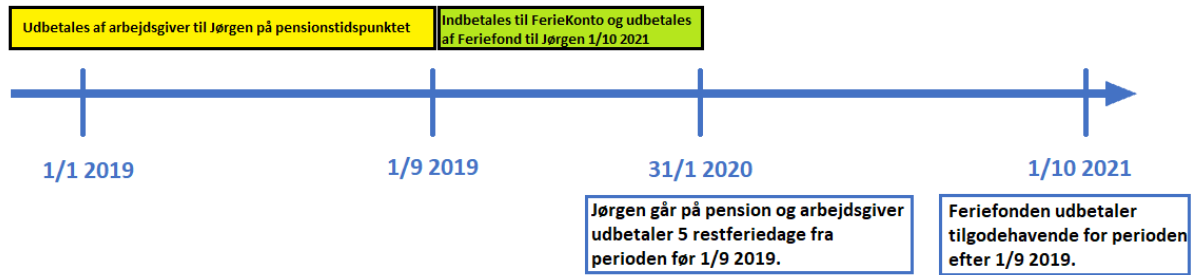 Udbetales af arbejdsgiver til Jørgen på pensionstidspunktet
Indbetales til FerieKonto og udbetales
af Feriefond til Jørgen 1/10 2021
1/1 2019
1/9 2019
31/1 2020
1/10 2021
Jørgen går på pension og arbejdsgiver
udbetaler 5 restferiedage fra
perioden før 1/9 2019.
Feriefonden udbetaler
tilgodehavende for perioden
efter 1/9 2019.